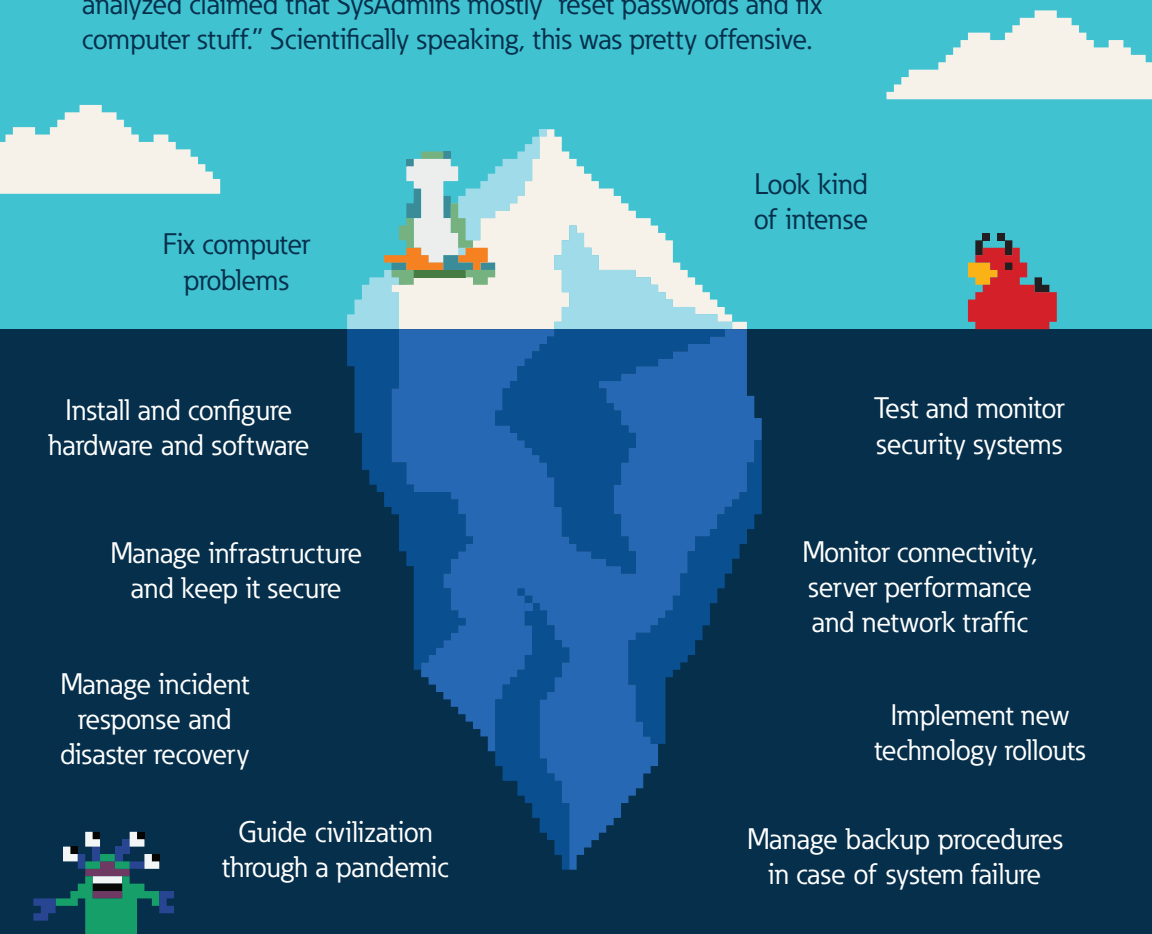 analyzed claimed that SysAdmins mostly “reset passwords and fix
computer stuff.” Scientifically speaking, this was pretty offensive.
Look kind
of intense
Fix computer
problems
Install and configure
hardware and software
Test and monitor
security systems
Manage infrastructure
and keep it secure
Monitor connectivity,
server performance
and network traffic
Manage incident
response and
disaster recovery
Implement new
technology rollouts
Guide civilization
through a pandemic
Manage backup procedures
in case of system failure